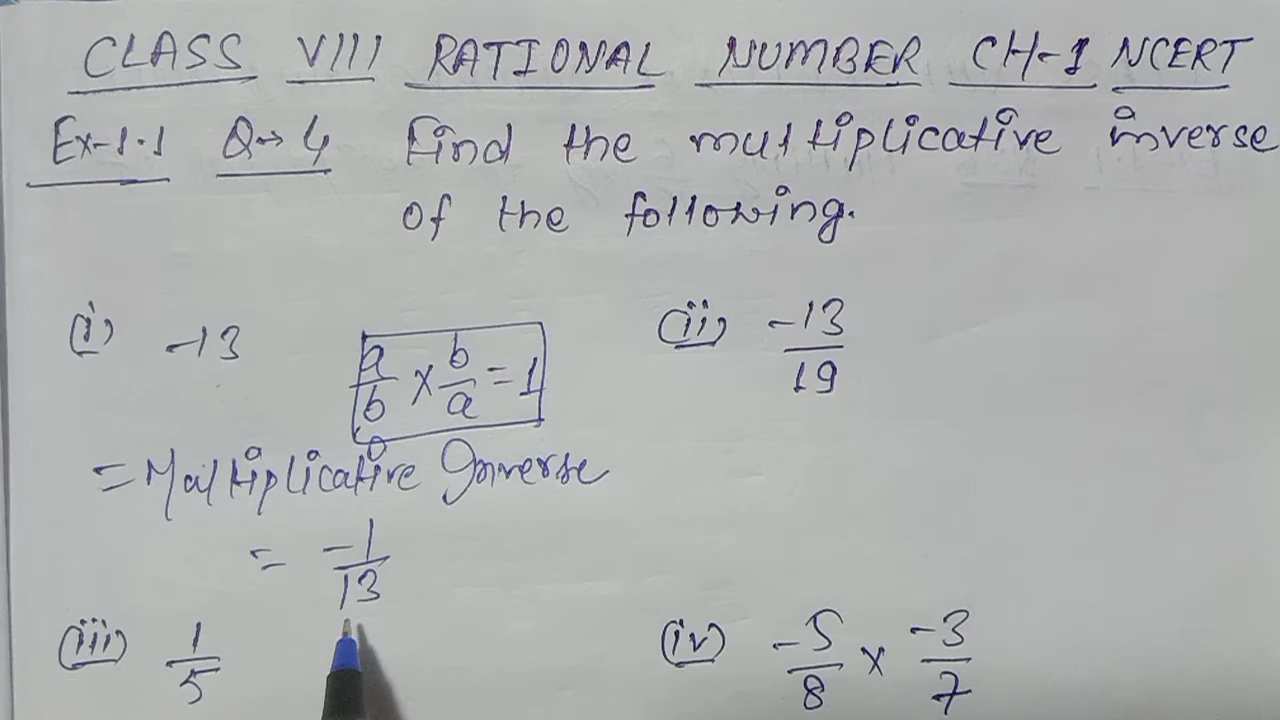 CLASS VIII RATIONAL NUMBER CH-1 NCERT
Ex-1.1 Q→4 Find the multiplicative inverse
of the following.
(i) -13
a/b × b/a = 1
(ii) -13/19
= Multiplicative Inverse
= -1/13
(iii) 1/5
(iv) -5/8 × -3/7